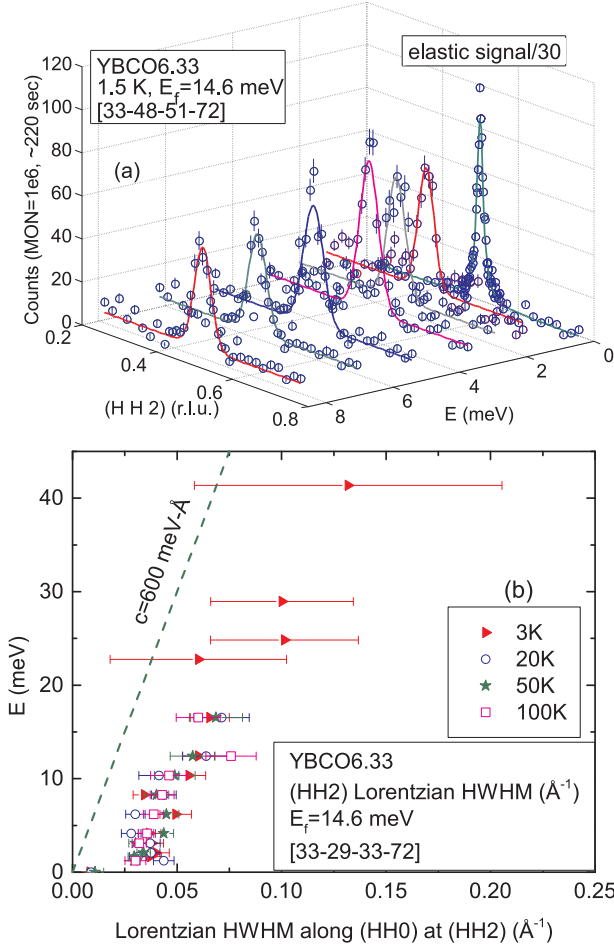 120
100
80
60
40
20
0
Counts (MON=1e6, ~220 sec)
YBCO6.33
1.5 K, E_f=14.6 meV
[33-48-51-72]
elastic signal/30
(a)
0.2
0.4
0.6
0.8
(H H 2) (r.l.u.)
8
6
4
2
0
E (meV)
40
30
20
10
0
E (meV)
c=600 meV-Å
(b)
3K
20K
50K
100K
YBCO6.33
(HH2) Lorentzian HWHM (Å⁻¹)
E_f=14.6 meV
[33-29-33-72]
0.00
0.05
0.10
0.15
0.20
0.25
Lorentzian HWHM along (HH0) at (HH2) (Å⁻¹)